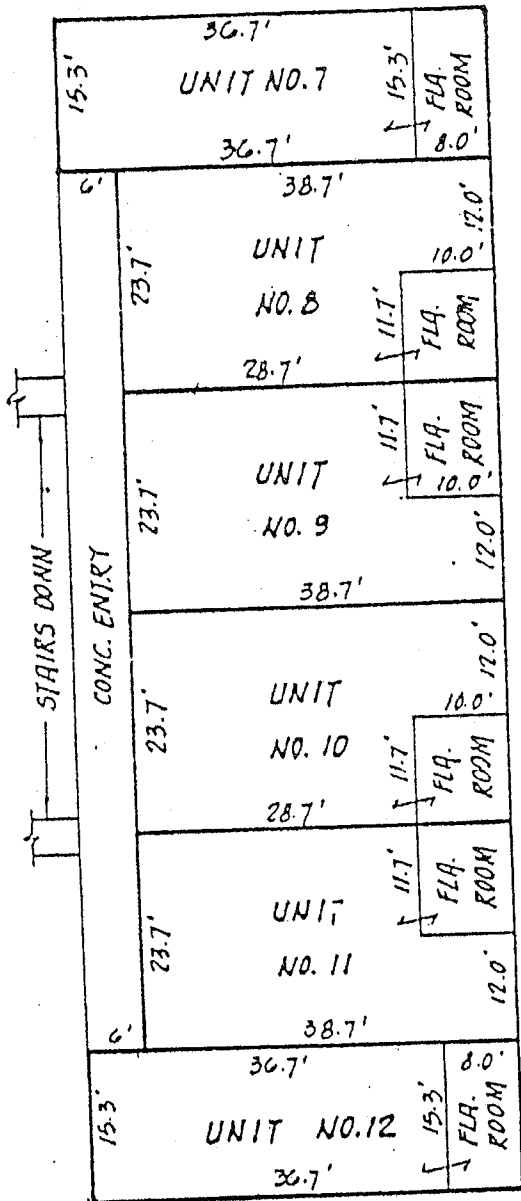 36.7'
15.3'
UNIT NO.7
15.3'
FLA.
ROOM
36.7'
8.0'
6'
38.7'
12.0'
UNIT
10.0'
23.7'
NO. 8
11.7'
FLA.
ROOM
28.7'
11.7'
FLA.
ROOM
UNIT
10.0'
23.7'
NO. 9
12.0'
38.7'
STAIRS DOWN
CONC. ENTRY
12.0'
UNIT
10.0'
23.7'
NO. 10
11.7'
FLA.
ROOM
28.7'
11.7'
FLA.
ROOM
UNIT
23.7'
NO. 11
12.0'
6'
38.7'
36.7'
8.0'
15.3'
UNIT NO.12
15.3'
FLA.
ROOM
36.7'